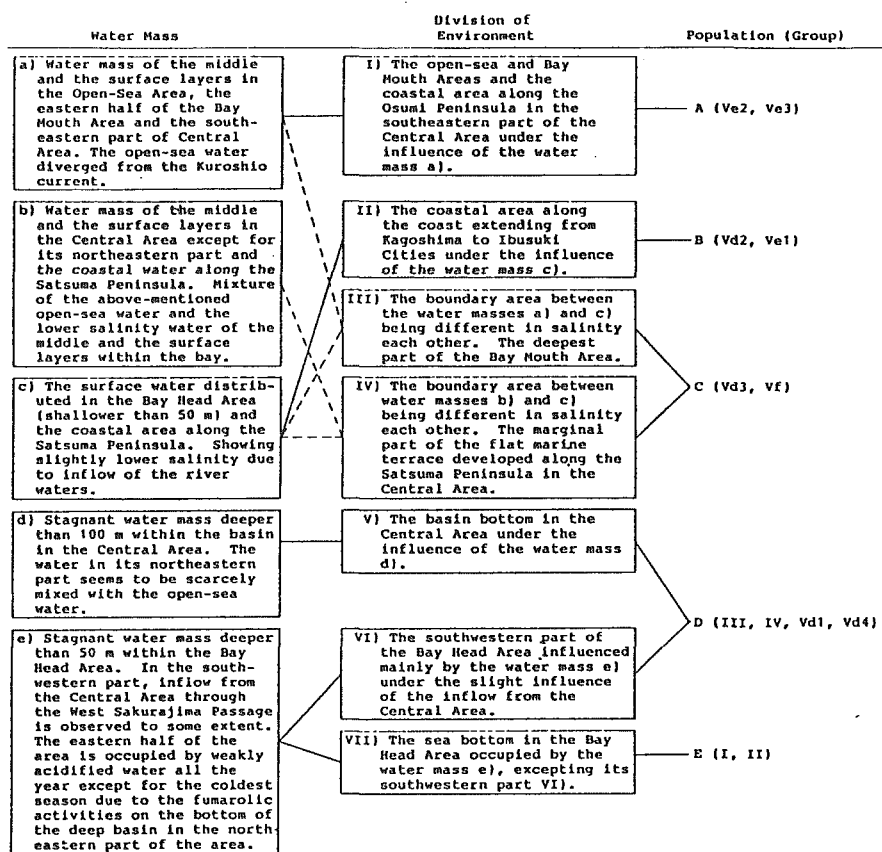 Water Mass
Division of
Environment
Population (Group)
a) Water mass of the middle
and the surface layers in
the Open-Sea Area, the
eastern half of the Bay
Mouth Area and the south-
eastern part of Central
Area. The open-sea water
diverged from the Kuroshio
current.
b) Water mass of the middle
and the surface layers in
the Central Area except for
its northeastern part and
the coastal water along the
Satsuma Peninsula. Mixture
of the above-mentioned
open-sea water and the
lower salinity water of the
middle and the surface
layers within the bay.
c) The surface water distrib-
uted in the Bay Head Area
(shallower than 50 m) and
the coastal area along the
Satsuma Peninsula. Showing
slightly lower salinity due
to inflow of the river
waters.
d) Stagnant water mass deeper
than 100 m within the basin
in the Central Area. The
water in its northeastern
part seems to be scarcely
mixed with the open-sea
water.
e) Stagnant water mass deeper
than 50 m within the Bay
Head Area. In the south-
western part, inflow from
the Central Area through
the West Sakurajima Passage
is observed to some extent.
The eastern half of the
area is occupied by weakly
acidified water all the
year except for the coldest
season due to the fumarolic
activities on the bottom of
the deep basin in the north
eastern part of the area.
I) The open-sea and Bay
Mouth Areas and the
coastal area along the
Osumi Peninsula in the
southeastern part of the
Central Area under the
influence of the water
mass a).
II) The coastal area along
the coast extending from
Kagoshima to Ibusuki
Cities under the influence
of the water mass c).
III) The boundary area between
the water masses a) and c)
being different in salinity
each other. The deepest
part of the Bay Mouth Area.
IV) The boundary area between
water masses b) and c)
being different in salinity
each other. The marginal
part of the flat marine
terrace developed along the
Satsuma Peninsula in the
Central Area.
V) The basin bottom in the
Central Area under the
influence of the water mass
d).
VI) The southwestern part of
the Bay Head Area influenced
mainly by the water mass e)
under the slight influence
of the inflow from the
Central Area.
VII) The sea bottom in the Bay
Head Area occupied by the
water mass e), excepting its
southwestern part VI).
A (Ve2, Ve3)
B (Vd2, Ve1)
C (Vd3, Vf)
D (III, IV, Vd1, Vd4)
E (I, II)